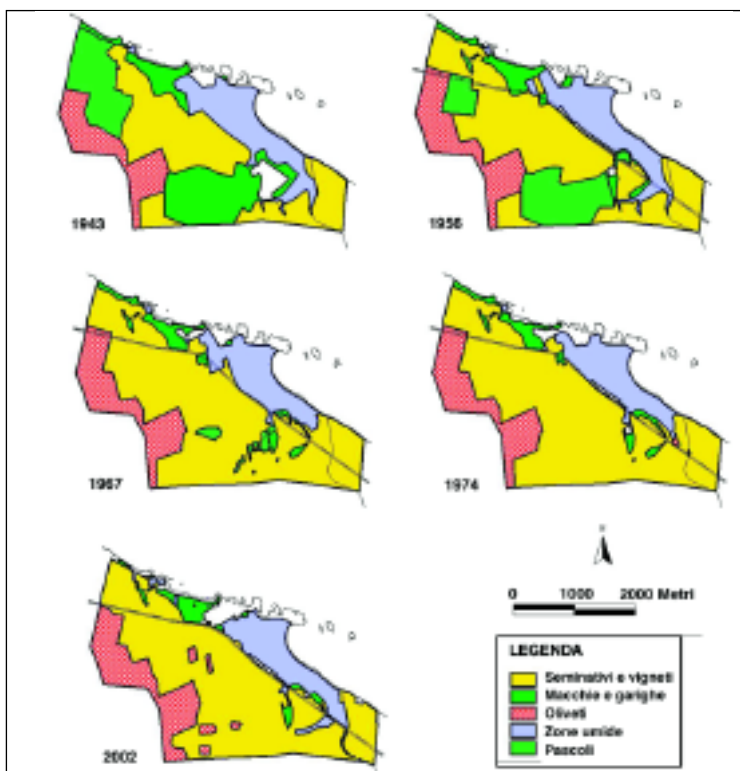 1943
1956
1967
1974
N
0 1000 2000 Metri
LEGENDA
Seminativi e vigneti
Macchie e garighe
Oliveti
Zone umide
Pascoli
2002